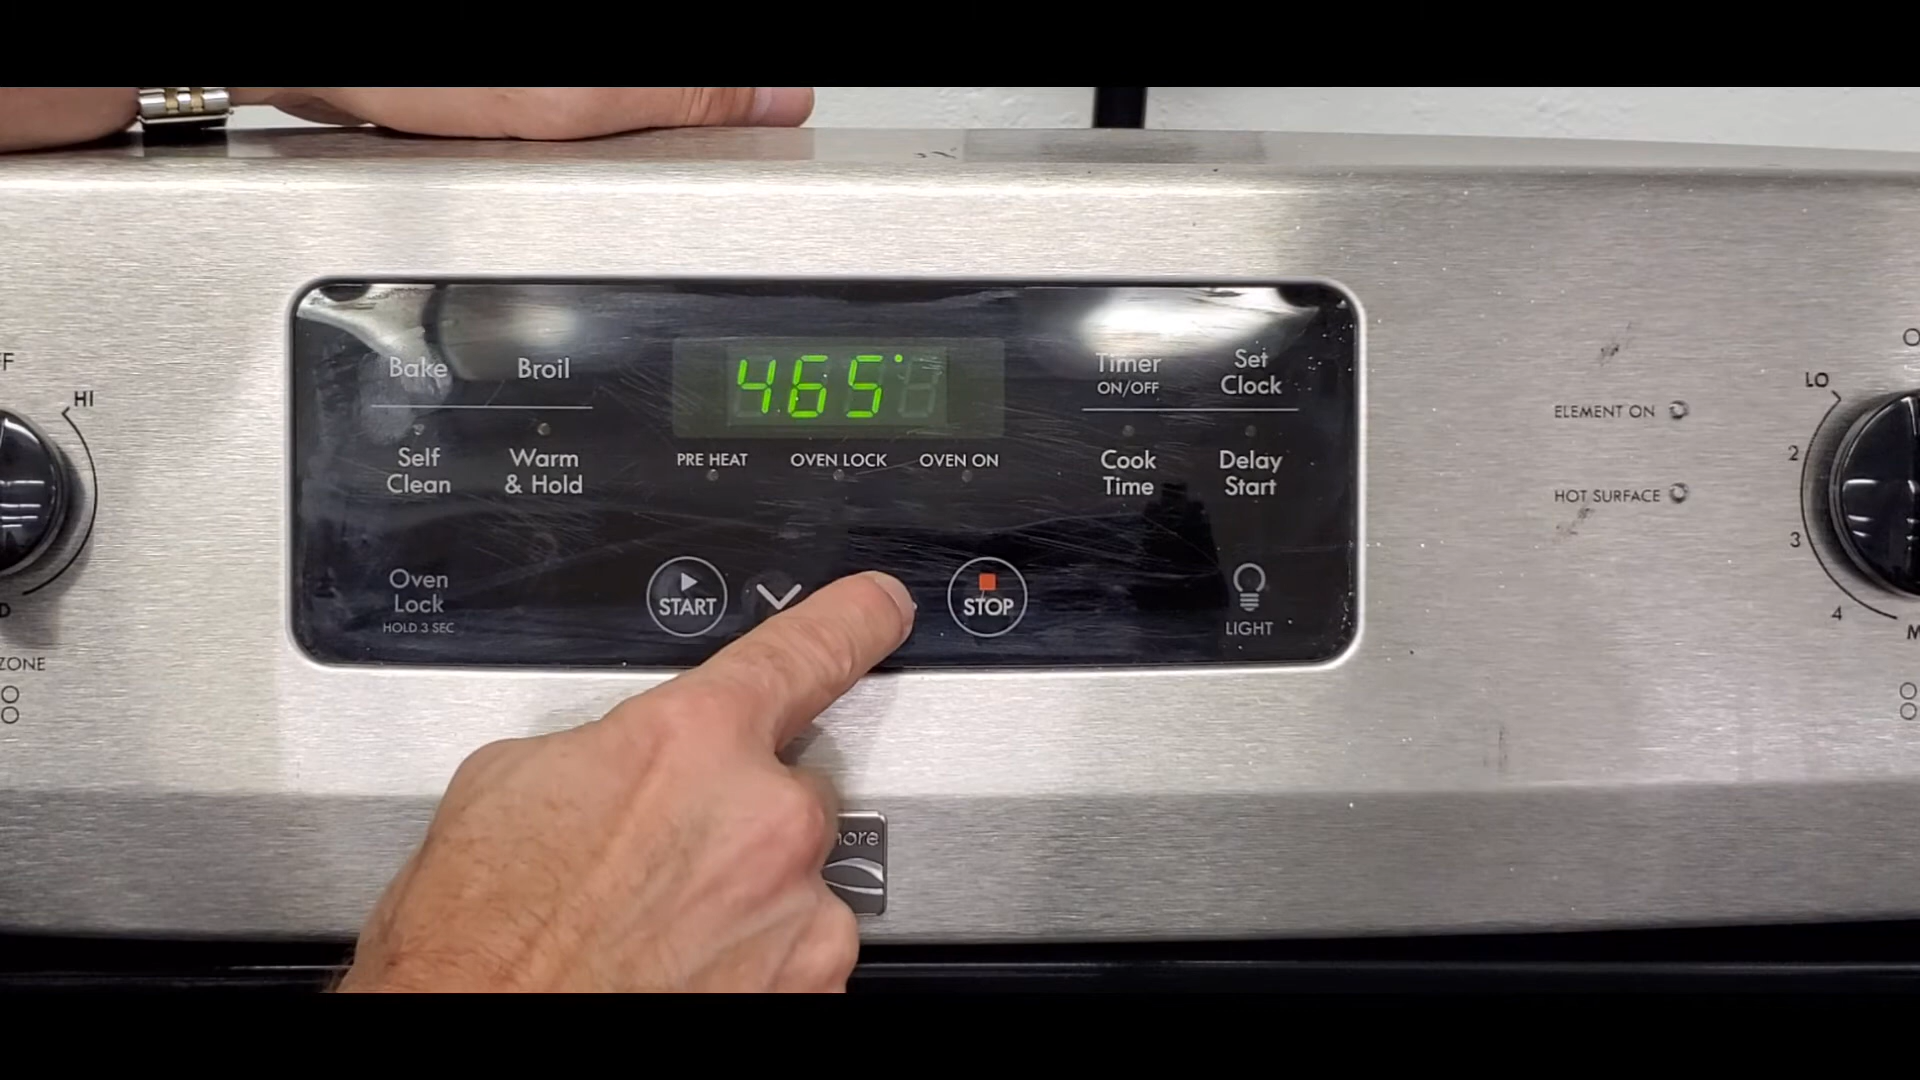 465°
Bake
Broil
Timer
ON/OFF
Set
Clock
Self
Clean
Warm
& Hold
PRE HEAT
OVEN LOCK
OVEN ON
Cook
Time
Delay
Start
Oven
Lock
HOLD 3 SEC
START
STOP
LIGHT
HI
ZONE
ELEMENT ON
HOT SURFACE
LO
2
3
4